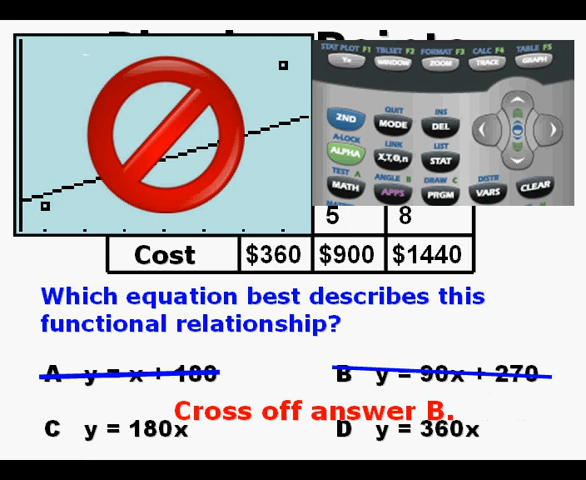 STAT PLOT F1 TBLSET F2 FORMAT F3 CALC F4 TABLE F5
Y= WINDOW ZOOM TRACE GRAPH
QUIT INS
2ND MODE DEL
A-LOCK LINK LIST
ALPHA X,T,Θ,n STAT
TEST A ANGLE B DRAW C DISTR
MATH APPS PRGM VARS CLEAR
5 8
Cost $360 $900 $1440
Which equation best describes this
functional relationship?
A y = x + 180
B y = 90x + 270
Cross off answer B.
C y = 180x
D y = 360x